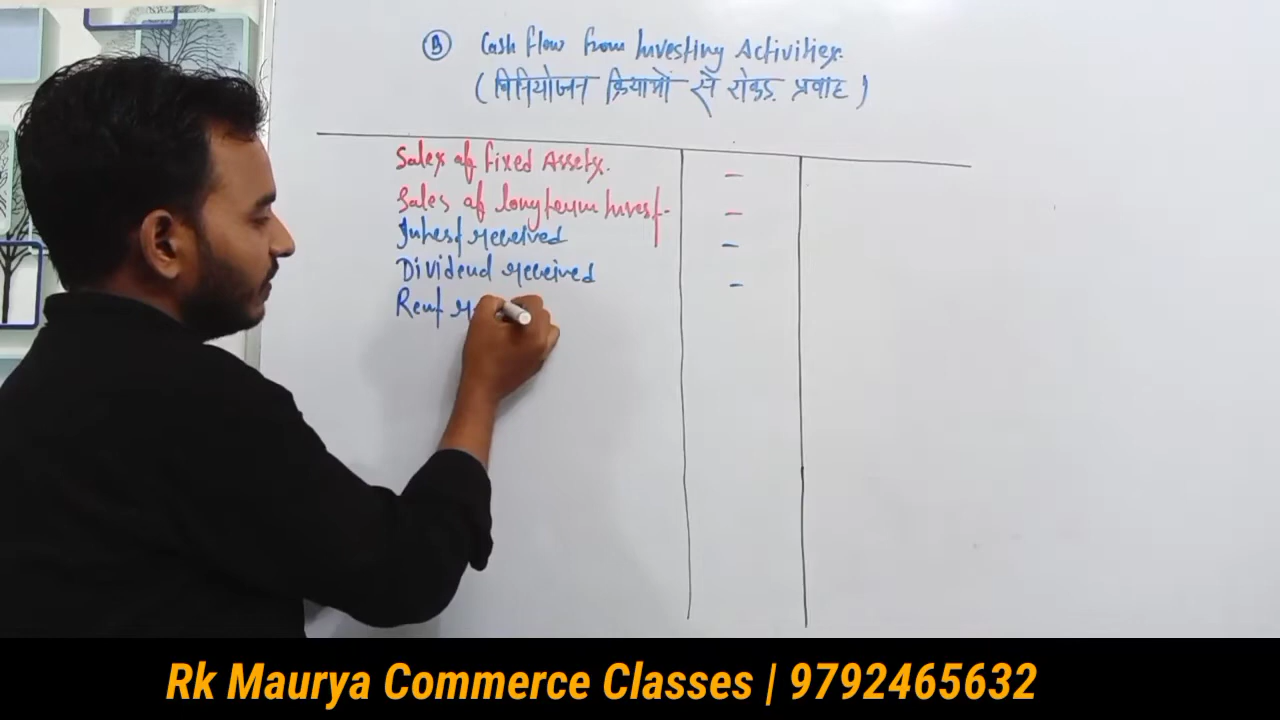 B Cash flow from Investing Activities.
(विनियोजन क्रियाओं से रोकड़ प्रवाह)
Sales of fixed Assets. -
Sales of long term Invest. -
Interest received -
Dividend received -
Rent
Rk Maurya Commerce Classes | 9792465632